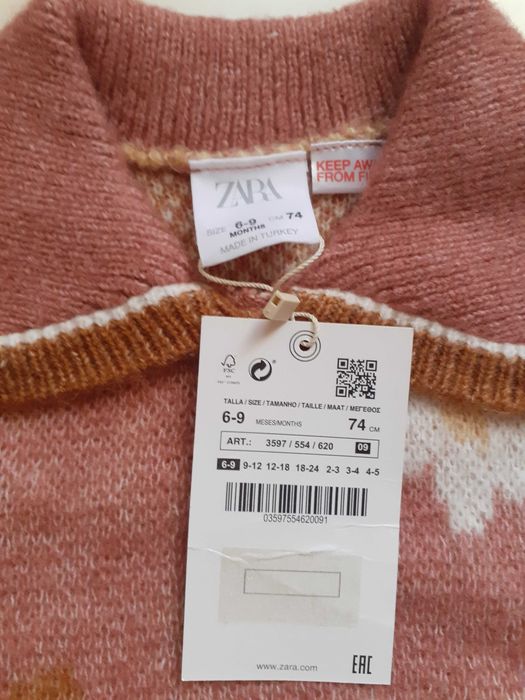 ZARA
SIZE 6-9 MONTHS CM 74
MADE IN TURKEY
KEEP AW
FROM FI
FSC
TALLA / SIZE / TAMANHO / TAILLE / MAAT / ΜΕΓΕΘΟΣ
6-9 MESES/MONTHS 74 CM
ART.: 3597 / 554 / 620 09
6-9 9-12 12-18 18-24 2-3 3-4 4-5
03597554620091
www.zara.com
EAC